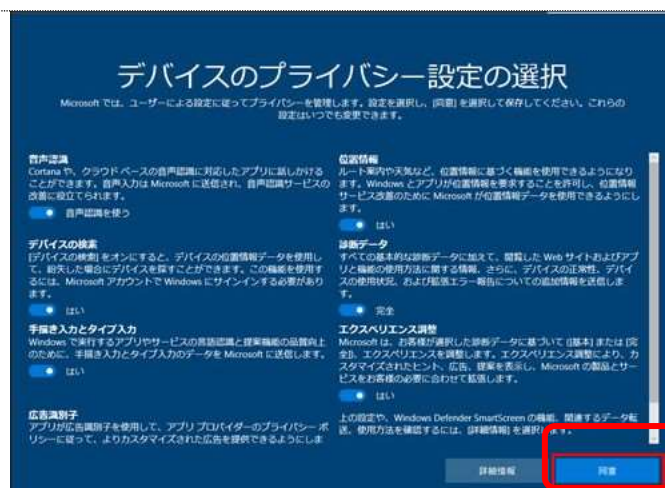 デバイスのプライバシー設定の選択
Microsoft では、ユーザーによる設定に従ってプライバシーを管理します。設定を選択し、[同意] を選択して保存してください。これらの
設定はいつでも変更できます。
音声認識
Cortana や、クラウド ベースの音声認識に対応したアプリに話しかける
ことができます。音声入力は Microsoft に送信され、音声認識サービスの
改善に役立てられます。
音声認識を使う
デバイスの検索
[デバイスの検索] をオンにすると、デバイスの位置情報データを使用し
て、紛失した場合にデバイスを探すことができます。この機能を使用す
るには、Microsoft アカウントで Windows にサインインする必要があり
ます。
はい
手描き入力とタイプ入力
Windows で実行するアプリやサービスの言語認識と提案機能の品質向上
のために、手描き入力とタイプ入力のデータを Microsoft に送信します。
はい
広告識別子
アプリが広告識別子を使用して、アプリ プロバイダーのプライバシー ポ
リシーに従って、よりカスタマイズされた広告を提供できるようにしま
位置情報
ルート案内や天気など、位置情報に基づく機能を使用できるようになり
ます。Windows とアプリが位置情報を要求することを許可し、位置情報
サービス改善のために Microsoft が位置情報データを使用できるようにし
ます。
はい
診断データ
すべての基本的な診断データに加えて、閲覧した Web サイトおよびアプ
リと機能の使用方法に関する情報、さらに、デバイスの正常性、デバイ
スの使用状況、および拡張エラー報告についての追加情報を送信しま
す。
完全
エクスペリエンス調整
Microsoft は、お客様が選択した診断データに基づいて ([基本] または [完
全])、エクスペリエンスを調整します。エクスペリエンス調整により、カ
スタマイズされたヒント、広告、提案を表示し、Microsoft の製品とサー
ビスをお客様の必要に合わせて拡張します。
はい
上の設定や、Windows Defender SmartScreen の機能、関連するデータ転
送、使用方法を確認するには、[詳細情報] を選択します。
詳細情報
同意